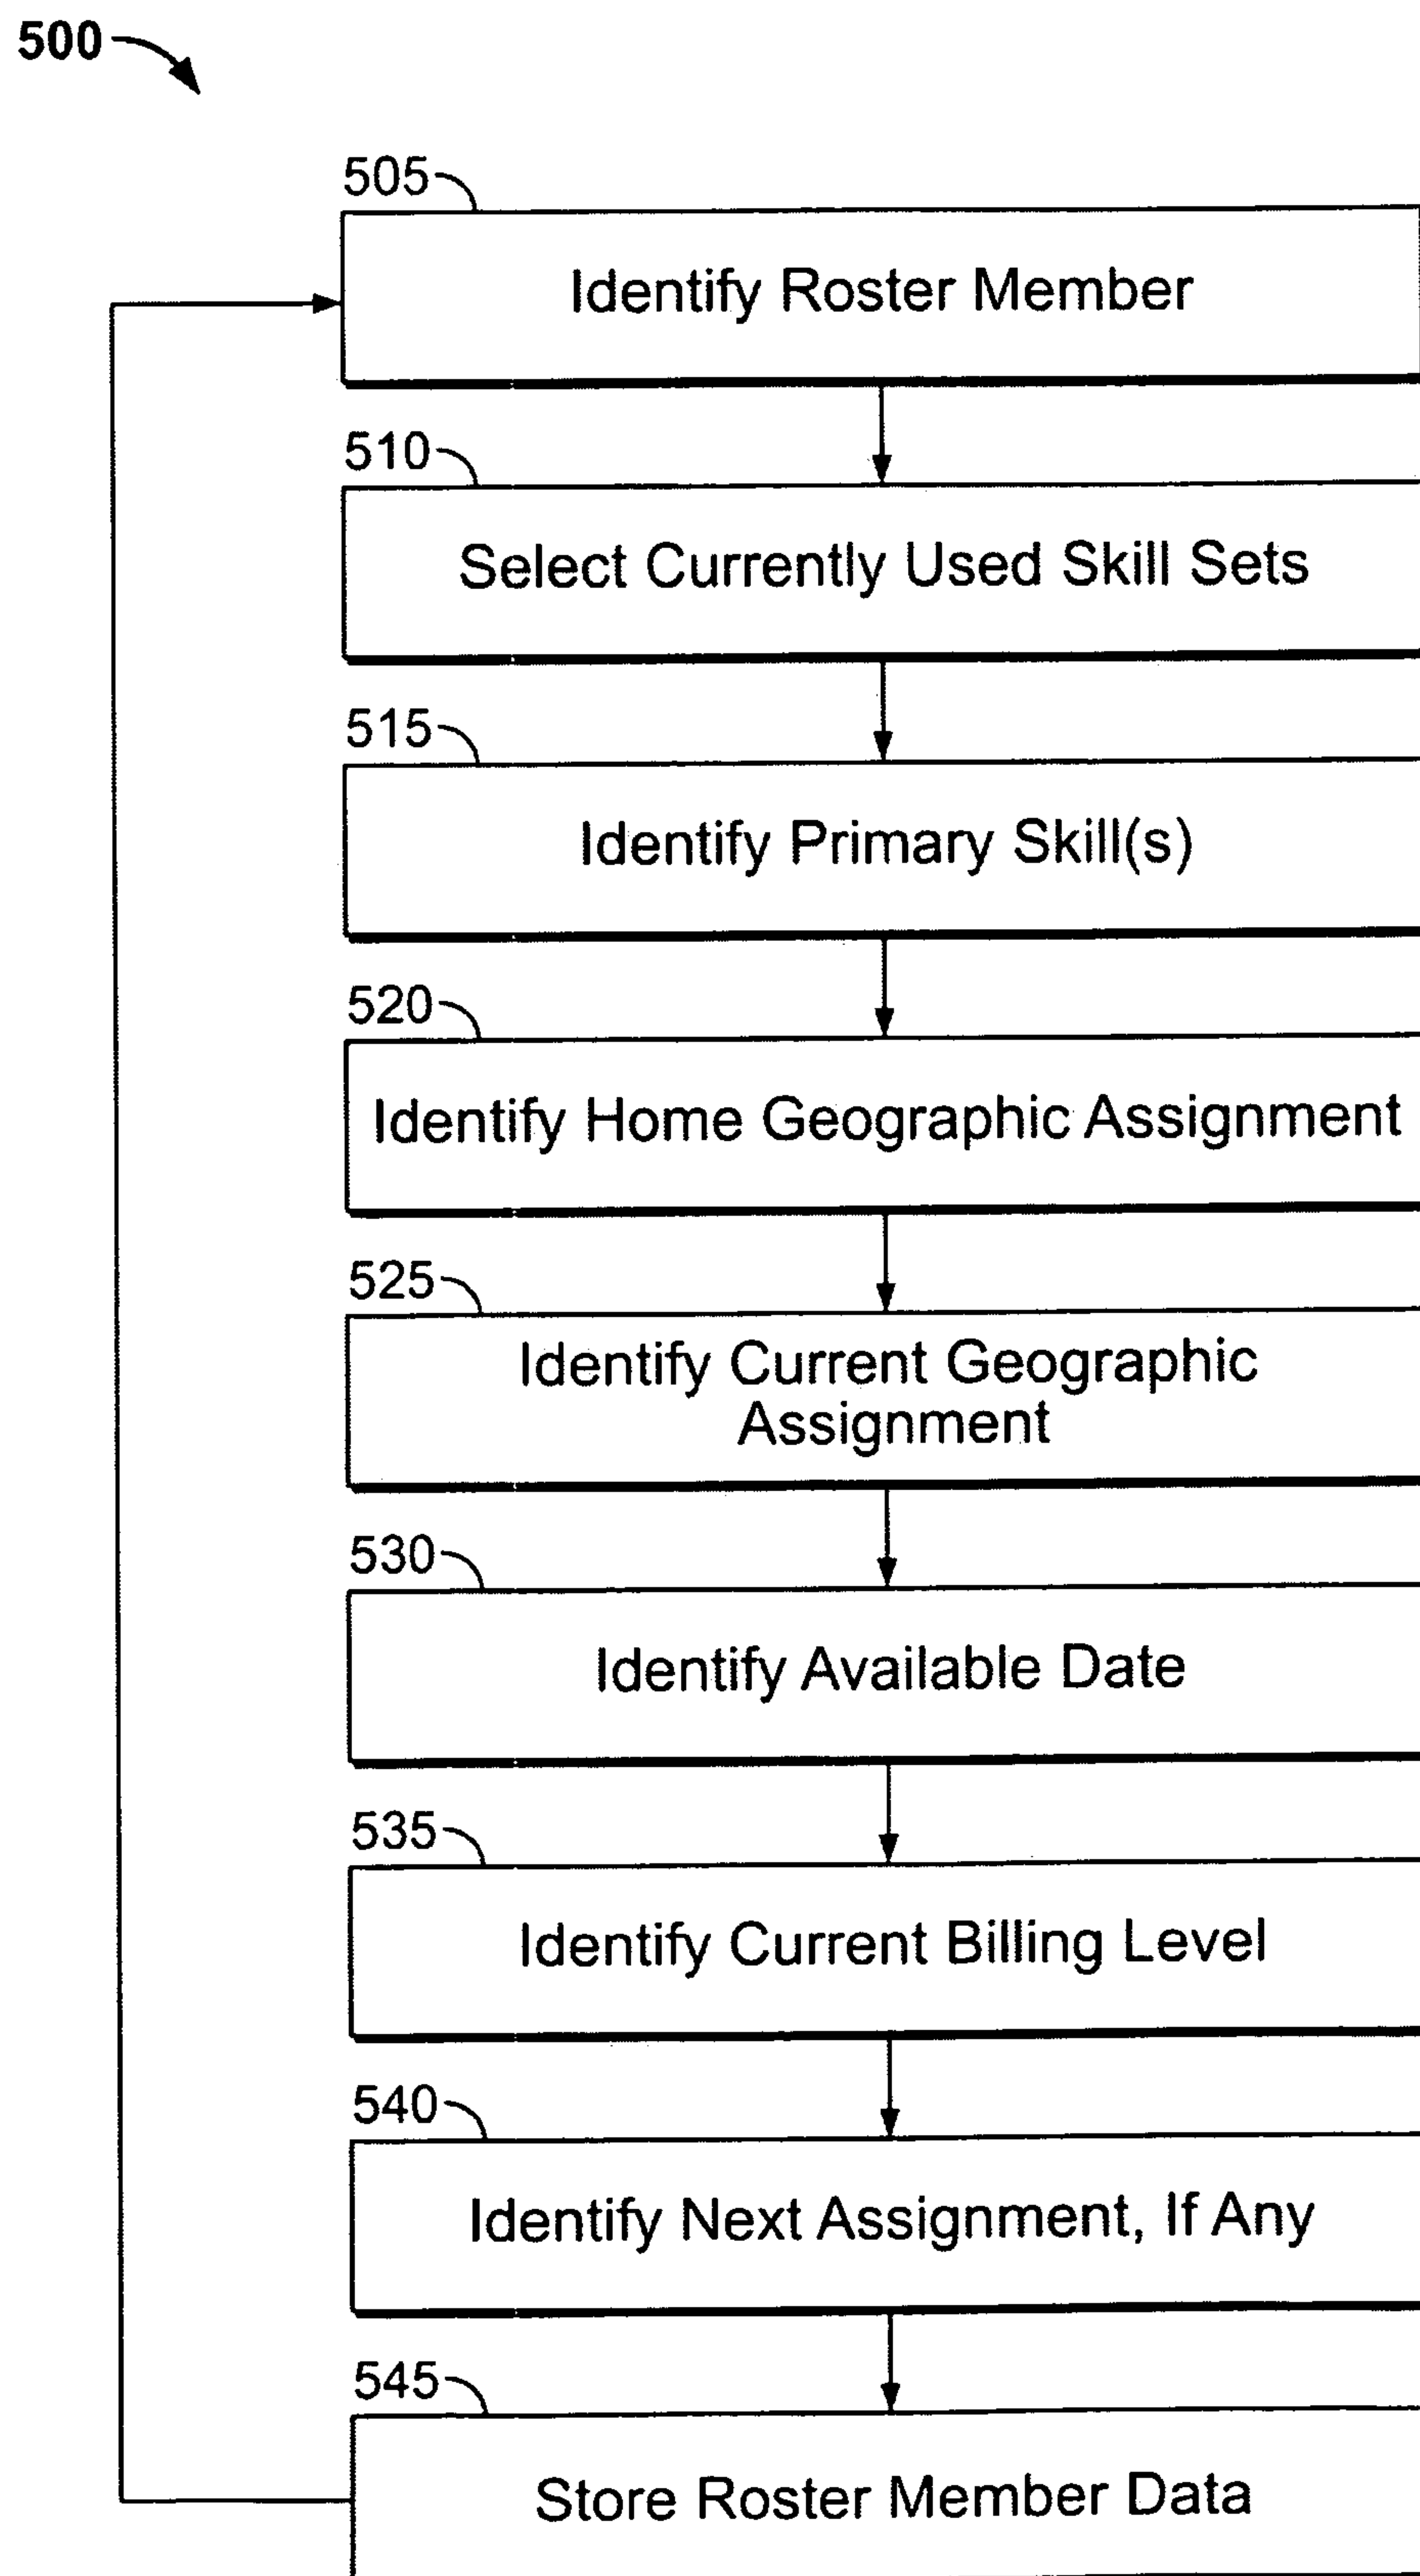 500
505
Identify Roster Member
510
Select Currently Used Skill Sets
515
Identify Primary Skill(s)
520
Identify Home Geographic Assignment
525
Identify Current Geographic
Assignment
530
Identify Available Date
535
Identify Current Billing Level
540
Identify Next Assignment, If Any
545
Store Roster Member Data